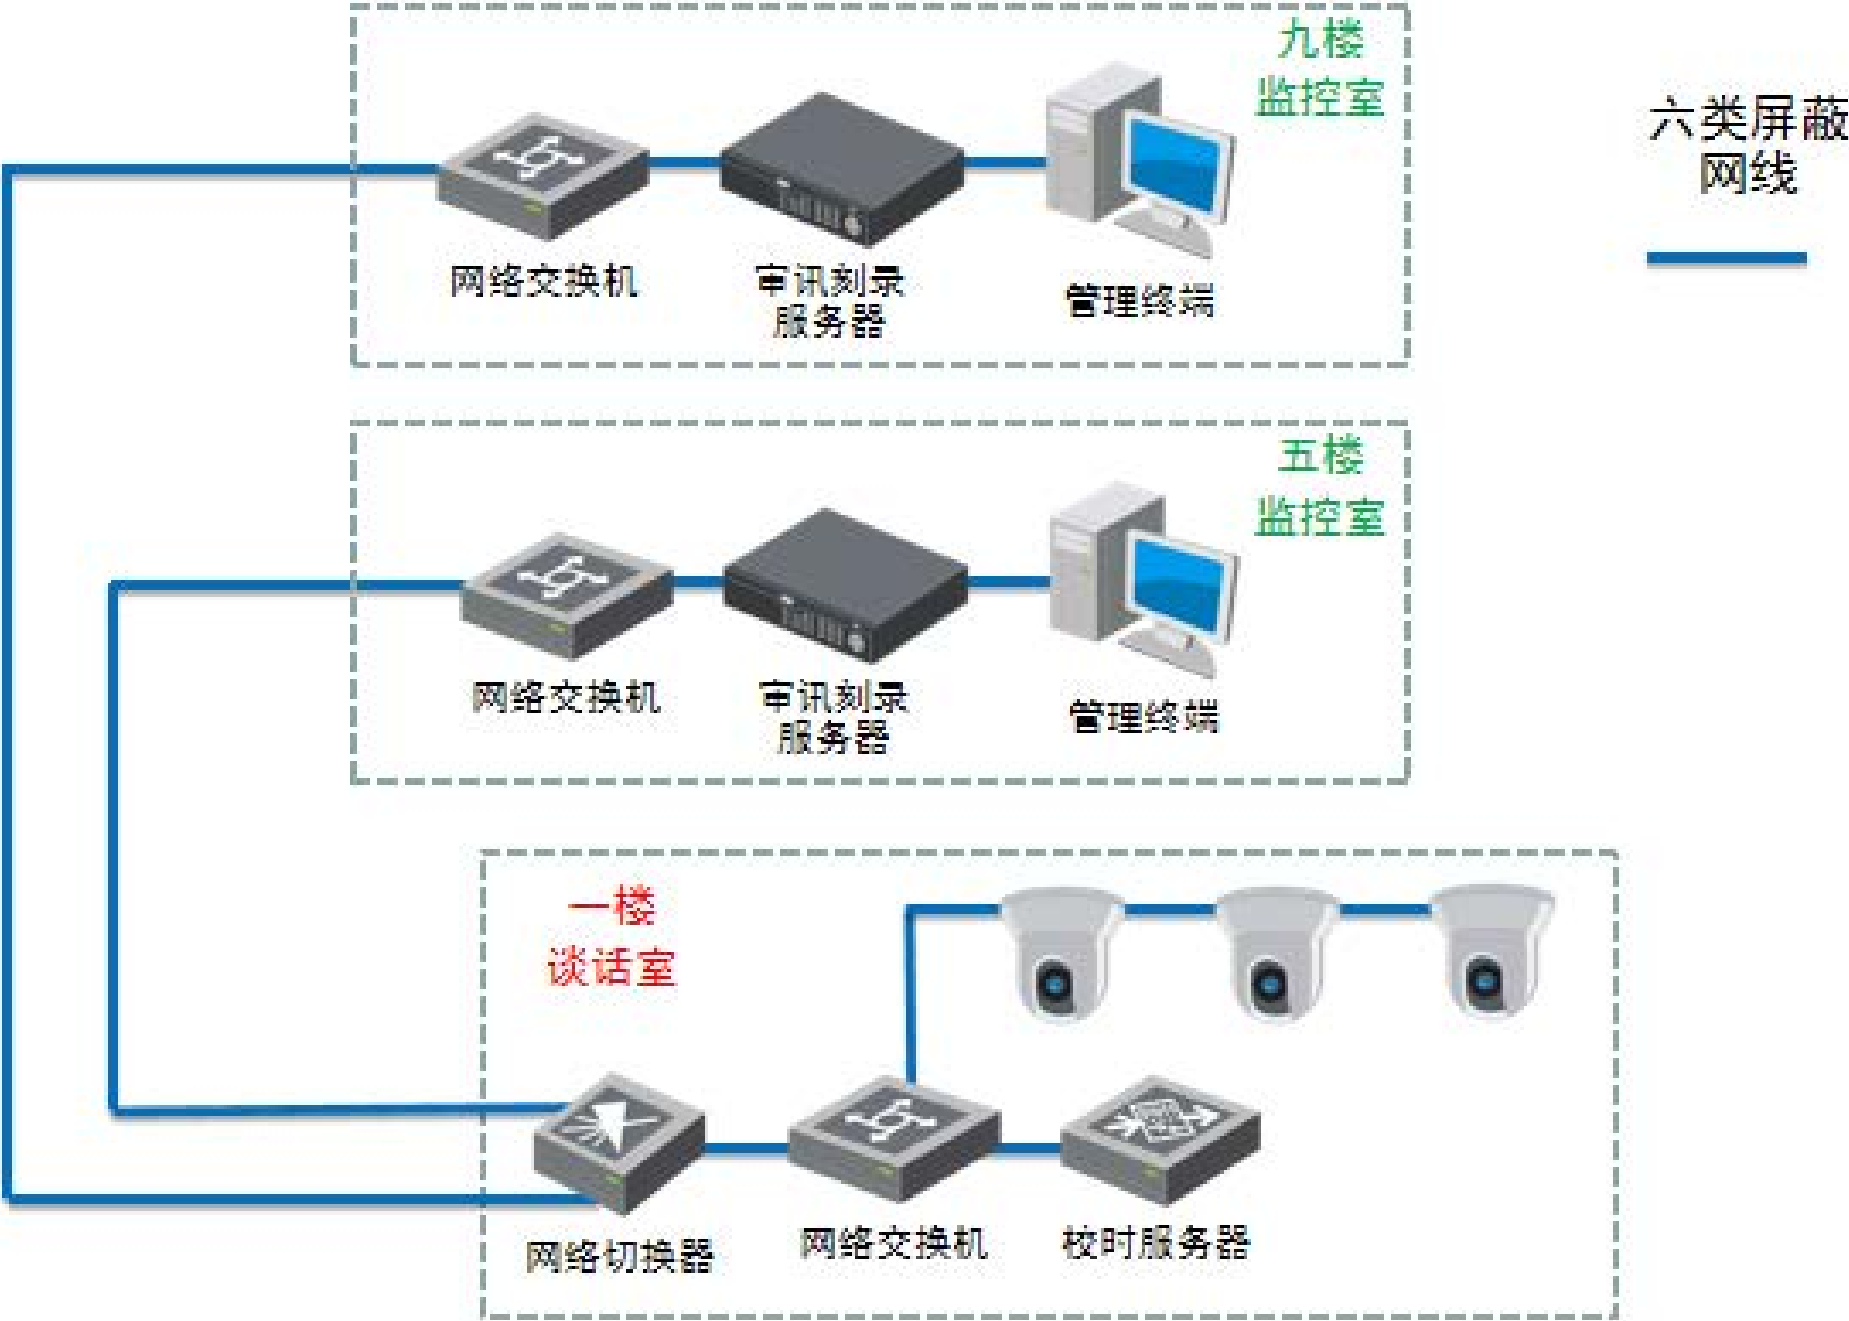 九楼
监控室
六类屏蔽
网线
网络交换机
审讯刻录
服务器
管理终端
五楼
监控室
网络交换机
审讯刻录
服务器
管理终端
一楼
谈话室
网络切换器
网络交换机
校时服务器